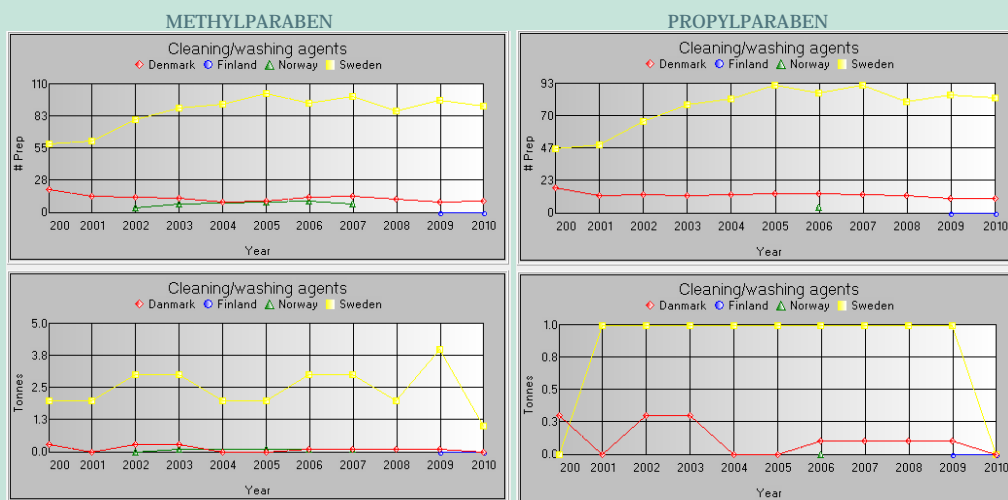 METHYLPARABEN
Cleaning/washing agents
Denmark Finland Norway Sweden
110
83
55
28
0
# Prep
200 2001 2002 2003 2004 2005 2006 2007 2008 2009 2010
Year
PROPYLPARABEN
Cleaning/washing agents
Denmark Finland Norway Sweden
93
70
47
23
0
# Prep
200 2001 2002 2003 2004 2005 2006 2007 2008 2009 2010
Year
Cleaning/washing agents
Denmark Finland Norway Sweden
5.0
3.8
2.5
1.3
0.0
Tonnes
200 2001 2002 2003 2004 2005 2006 2007 2008 2009 2010
Year
Cleaning/washing agents
Denmark Finland Norway Sweden
1.0
0.8
0.5
0.3
0.0
Tonnes
200 2001 2002 2003 2004 2005 2006 2007 2008 2009 2010
Year